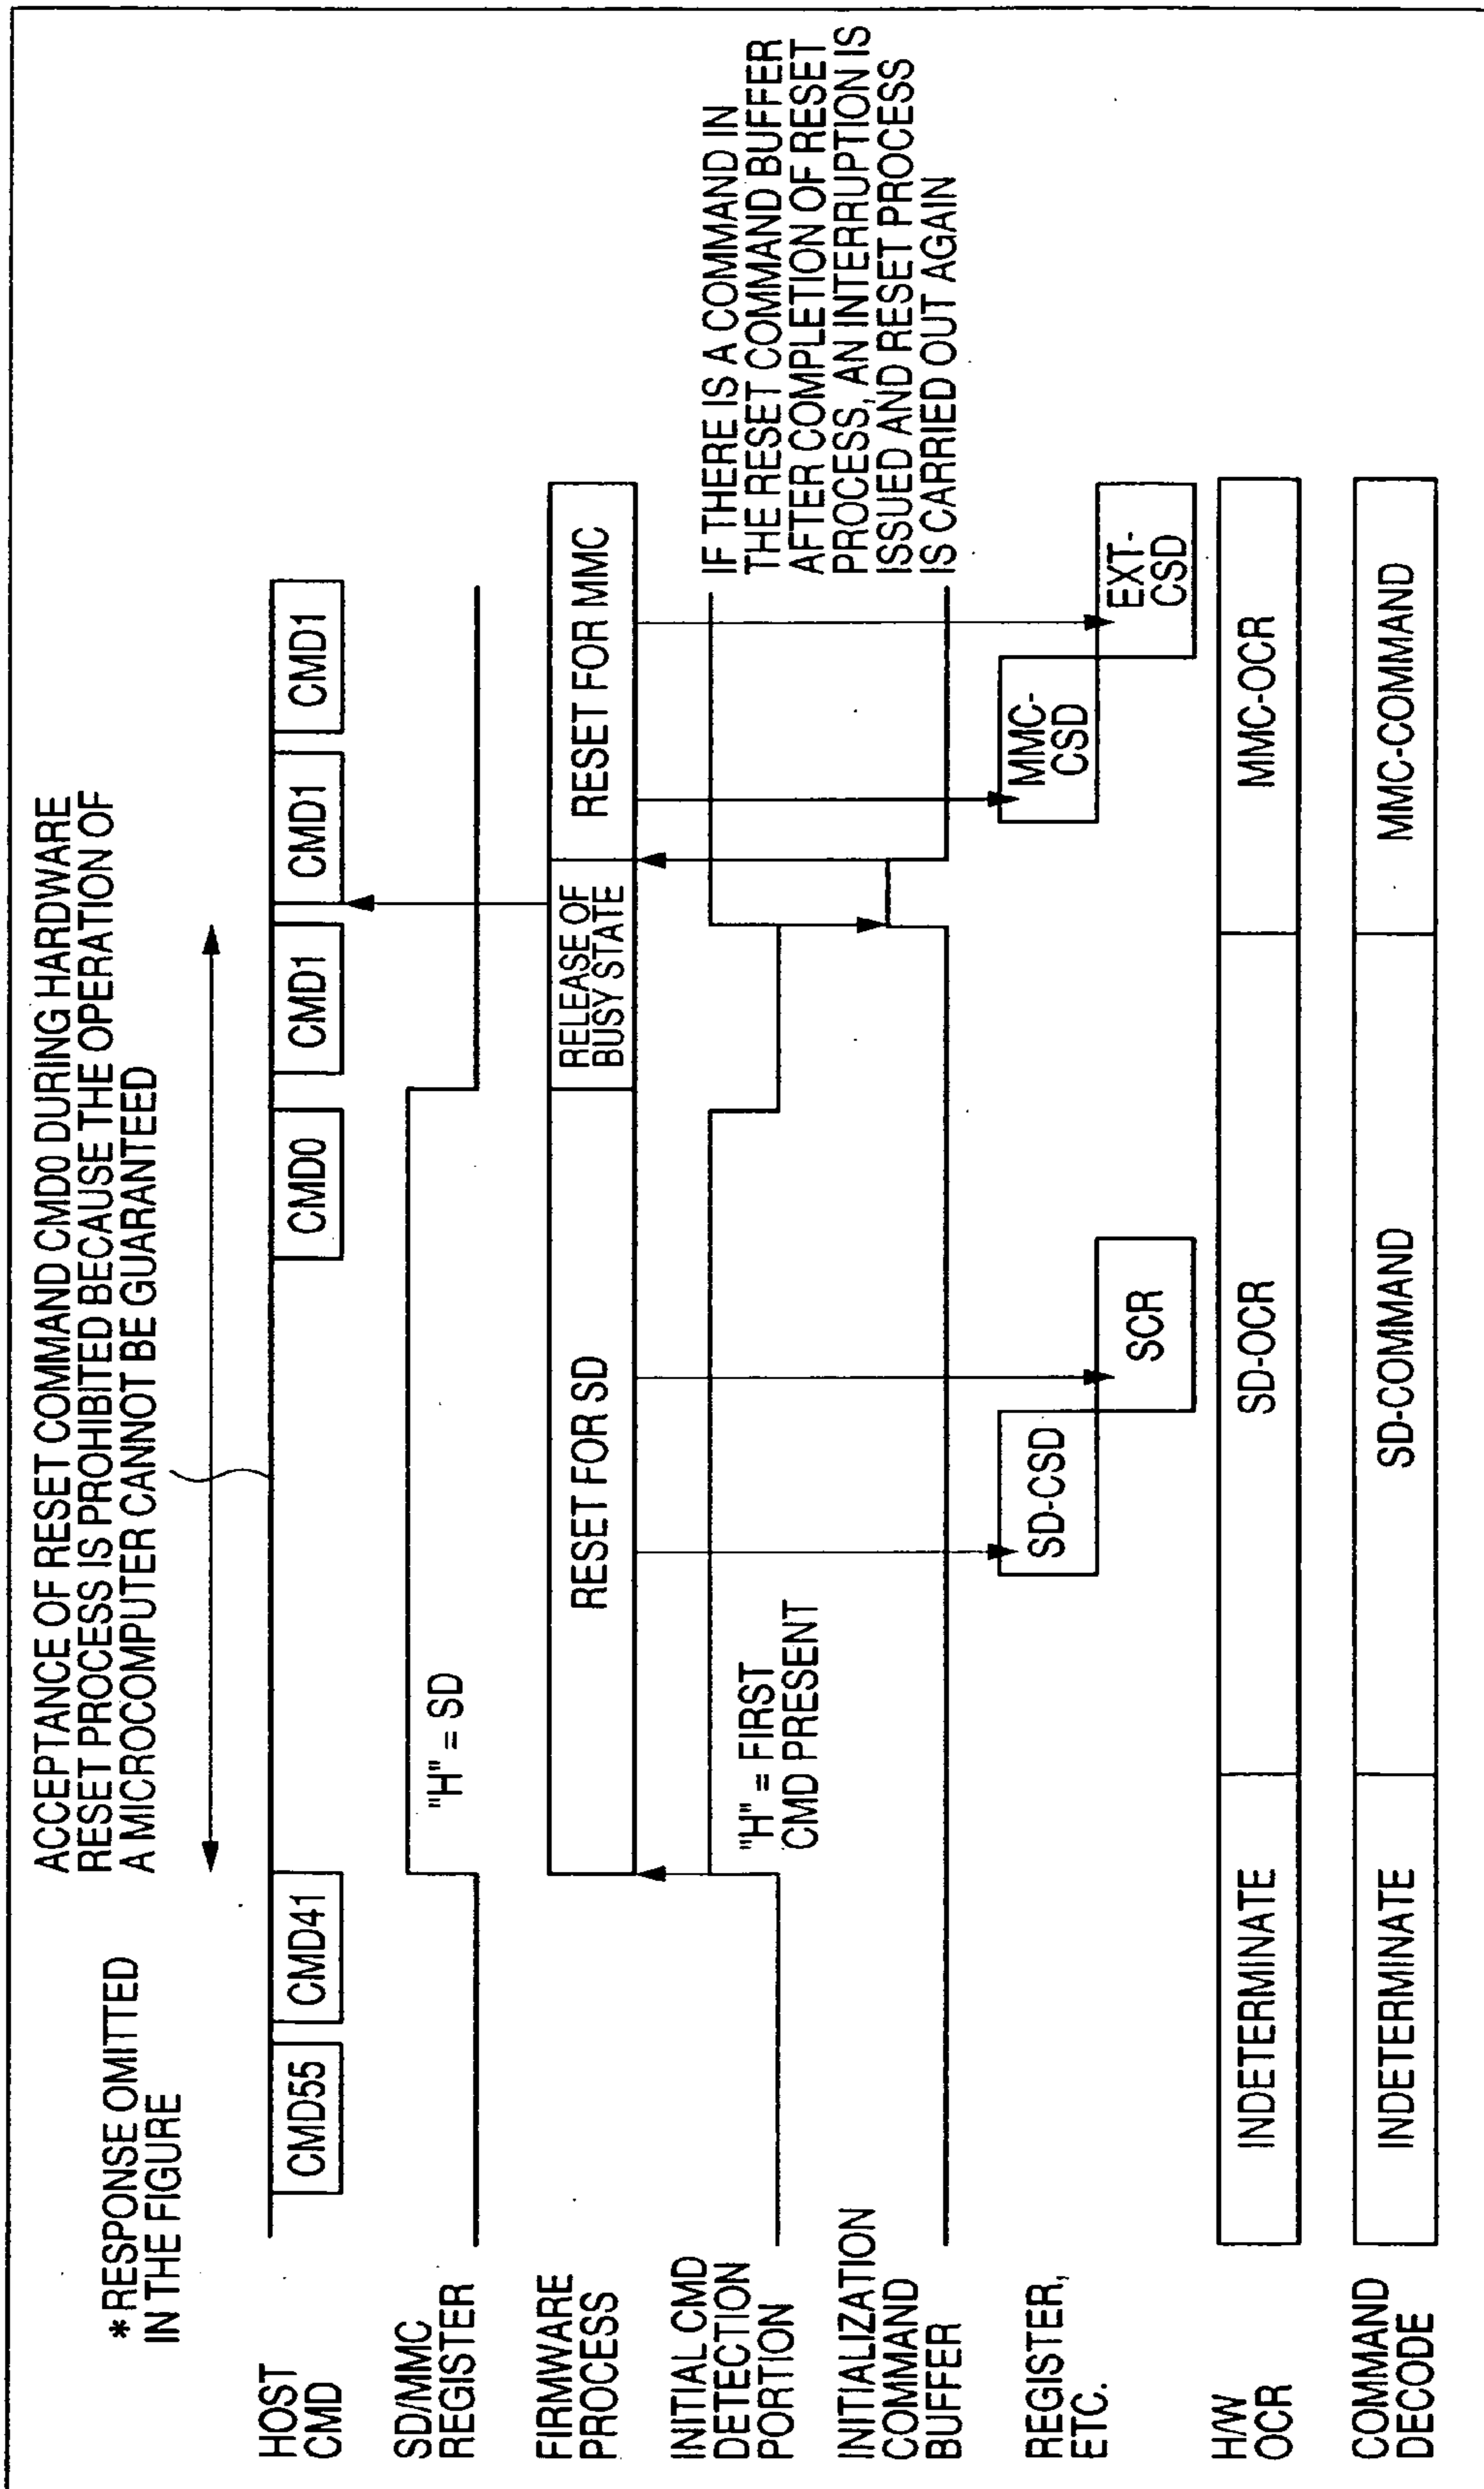 * RESPONSE OMITTED
IN THE FIGURE
ACCEPTANCE OF RESET COMMAND CMD0 DURING HARDWARE
RESET PROCESS IS PROHIBITED BECAUSE THE OPERATION OF
A MICROCOMPUTER CANNOT BE GUARANTEED
HOST
CMD
CMD55
CMD41
CMD0
CMD1
CMD1
CMD1
SD/MMC
REGISTER
"H" = SD
FIRMWARE
PROCESS
RESET FOR SD
RELEASE OF
BUSY STATE
RESET FOR MMC
INITIAL CMD
DETECTION
PORTION
"H" = FIRST
CMD PRESENT
IF THERE IS A COMMAND IN
THE RESET COMMAND BUFFER
AFTER COMPLETION OF RESET
PROCESS, AN INTERRUPTION IS
ISSUED AND RESET PROCESS
IS CARRIED OUT AGAIN
INITIALIZATION
COMMAND
BUFFER
REGISTER,
ETC.
SD-CSD
SCR
MMC-
CSD
EXT-
CSD
H/W
OCR
INDETERMINATE
SD-OCR
MMC-OCR
COMMAND
DECODE
INDETERMINATE
SD-COMMAND
MMC-COMMAND